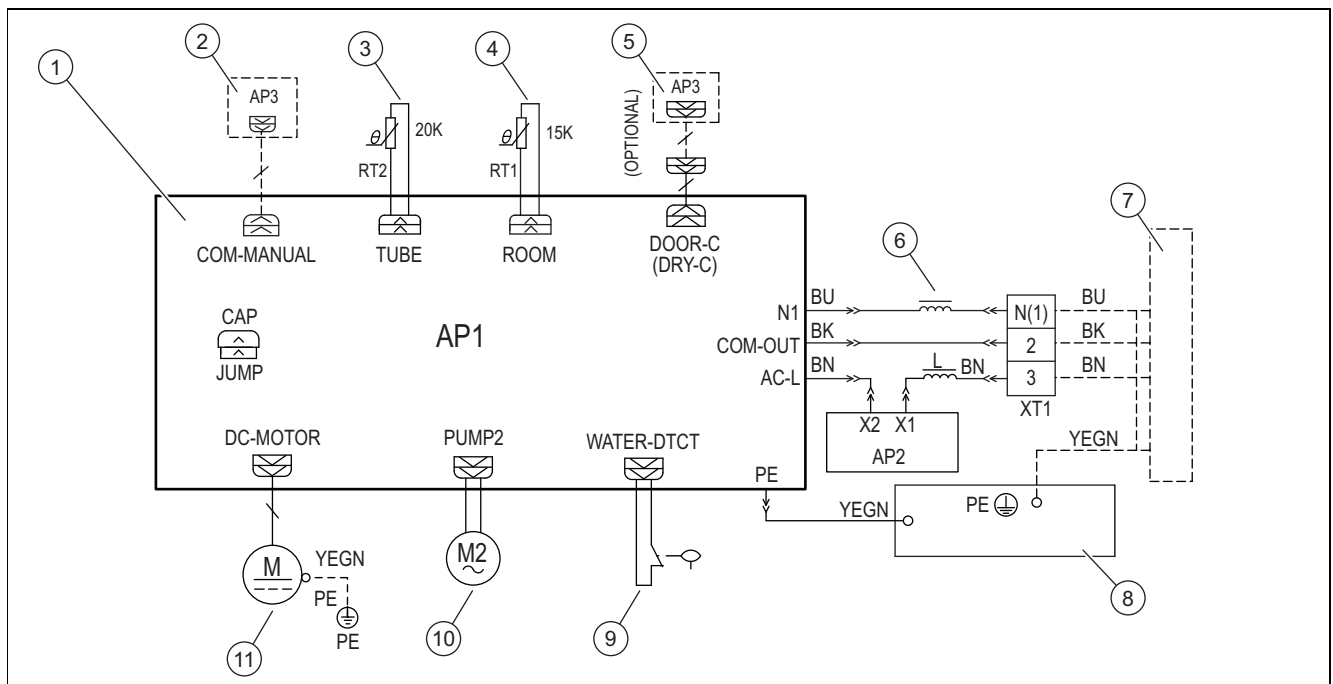 1
2
3
4
5
6
7
8
9
10
11
AP3
20K
RT2
15K
RT1
AP3
(OPTIONAL)
COM-MANUAL
TUBE
ROOM
DOOR-C
(DRY-C)
CAP
JUMP
AP1
N1
COM-OUT
AC-L
BU
BK
BN
L
BN
N(1)
2
3
XT1
BU
BK
BN
X2 X1
AP2
YEGN
DC-MOTOR
PUMP2
WATER-DTCT
PE
YEGN
PE
M
YEGN
PE
PE
M2